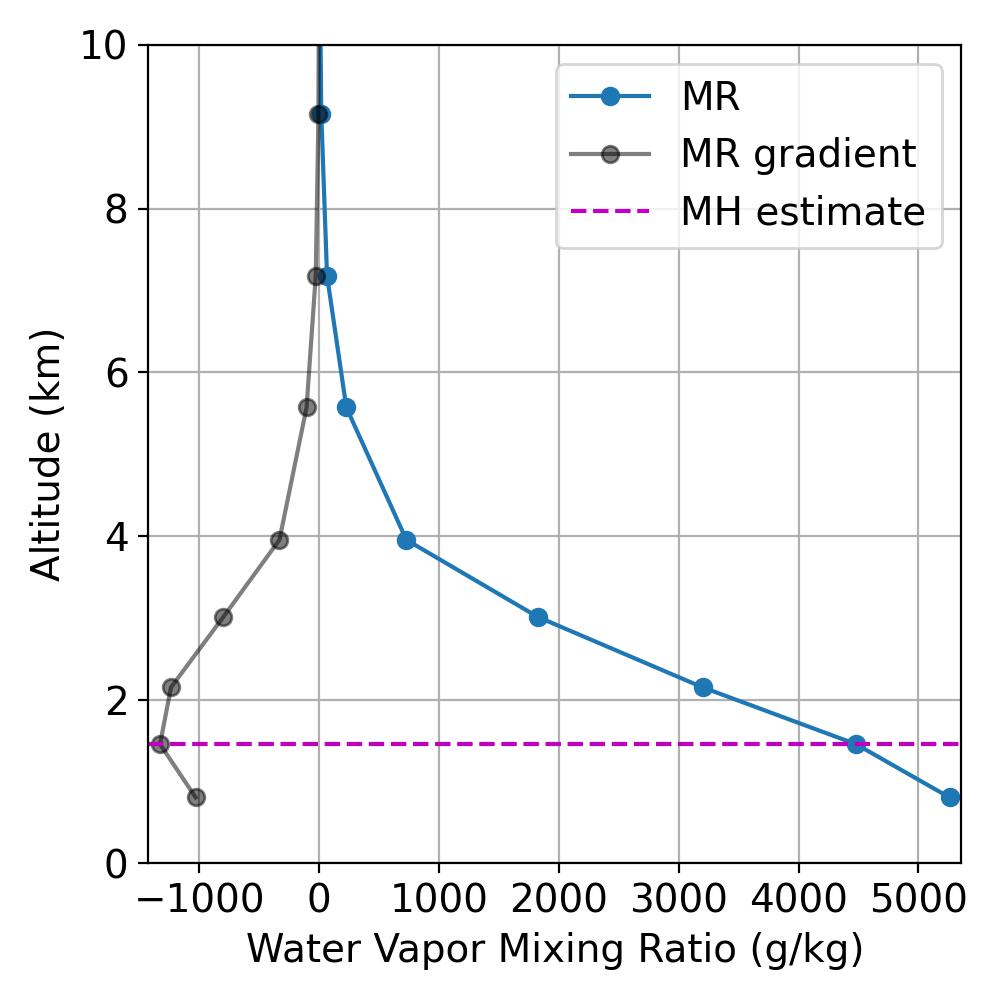 10
8
6
4
2
0
Altitude (km)
MR
MR gradient
MH estimate
−1000 0 1000 2000 3000 4000 5000
Water Vapor Mixing Ratio (g/kg)